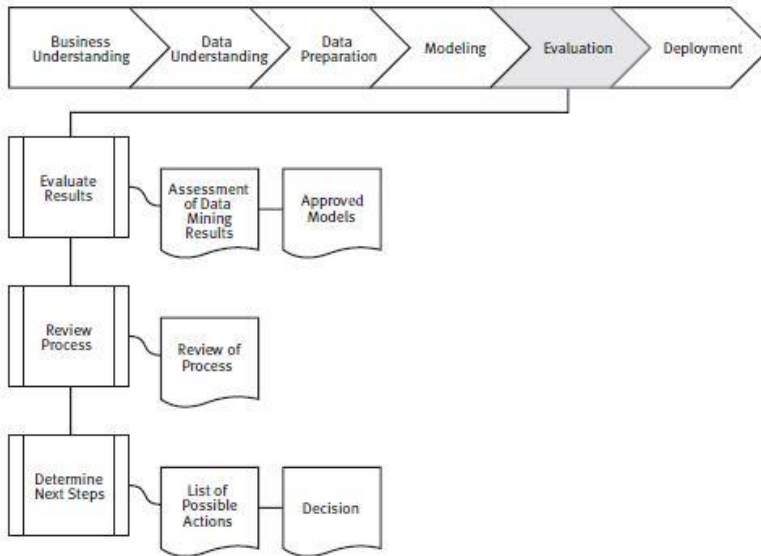 Business
Understanding
Data
Understanding
Data
Preparation
Modeling
Evaluation
Deployment
Evaluate
Results
Assessment
of Data
Mining
Results
Approved
Models
Review
Process
Review of
Process
Determine
Next Steps
List of
Possible
Actions
Decision